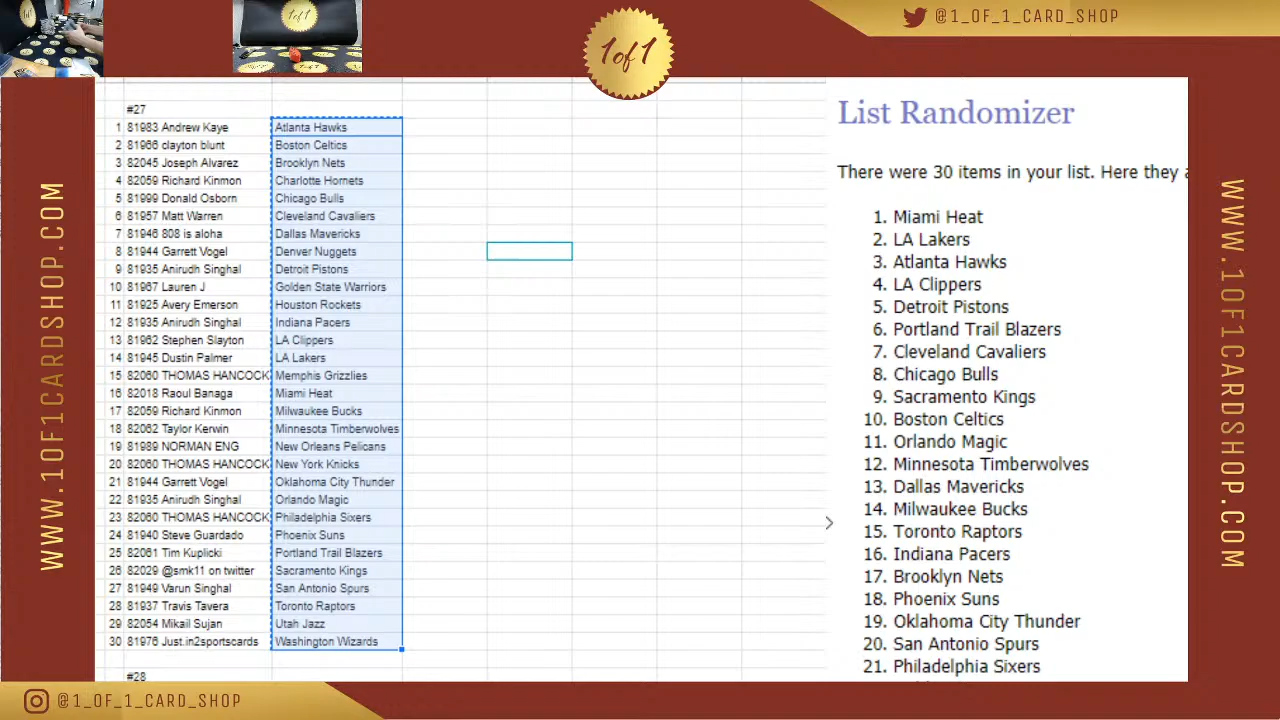 1of1
@1_OF_1_CARD_SHOP
WWW.1OF1CARDSHOP.COM
#27
1 81983 Andrew Kaye Atlanta Hawks
2 81966 clayton blunt Boston Celtics
3 82045 Joseph Alvarez Brooklyn Nets
4 82059 Richard Kinmon Charlotte Hornets
5 81999 Donald Osborn Chicago Bulls
6 81957 Matt Warren Cleveland Cavaliers
7 81946 808 is aloha Dallas Mavericks
8 81944 Garrett Vogel Denver Nuggets
9 81935 Anirudh Singhal Detroit Pistons
10 81967 Lauren J Golden State Warriors
11 81925 Avery Emerson Houston Rockets
12 81935 Anirudh Singhal Indiana Pacers
13 81962 Stephen Slayton LA Clippers
14 81945 Dustin Palmer LA Lakers
15 82060 THOMAS HANCOCK Memphis Grizzlies
16 82018 Raoul Banaga Miami Heat
17 82059 Richard Kinmon Milwaukee Bucks
18 82062 Taylor Kerwin Minnesota Timberwolves
19 81989 NORMAN ENG New Orleans Pelicans
20 82060 THOMAS HANCOCK New York Knicks
21 81944 Garrett Vogel Oklahoma City Thunder
22 81935 Anirudh Singhal Orlando Magic
23 82060 THOMAS HANCOCK Philadelphia Sixers
24 81940 Steve Guardado Phoenix Suns
25 82061 Tim Kuplicki Portland Trail Blazers
26 82029 @smk11 on twitter Sacramento Kings
27 81949 Varun Singhal San Antonio Spurs
28 81937 Travis Tavera Toronto Raptors
29 82054 Mikail Sujan Utah Jazz
30 81976 Just.in2sportscards Washington Wizards
#28
List Randomizer
There were 30 items in your list. Here they a
1. Miami Heat
2. LA Lakers
3. Atlanta Hawks
4. LA Clippers
5. Detroit Pistons
6. Portland Trail Blazers
7. Cleveland Cavaliers
8. Chicago Bulls
9. Sacramento Kings
10. Boston Celtics
11. Orlando Magic
12. Minnesota Timberwolves
13. Dallas Mavericks
14. Milwaukee Bucks
15. Toronto Raptors
16. Indiana Pacers
17. Brooklyn Nets
18. Phoenix Suns
19. Oklahoma City Thunder
20. San Antonio Spurs
21. Philadelphia Sixers
WWW.1OF1CARDSHOP.COM
@1_OF_1_CARD_SHOP